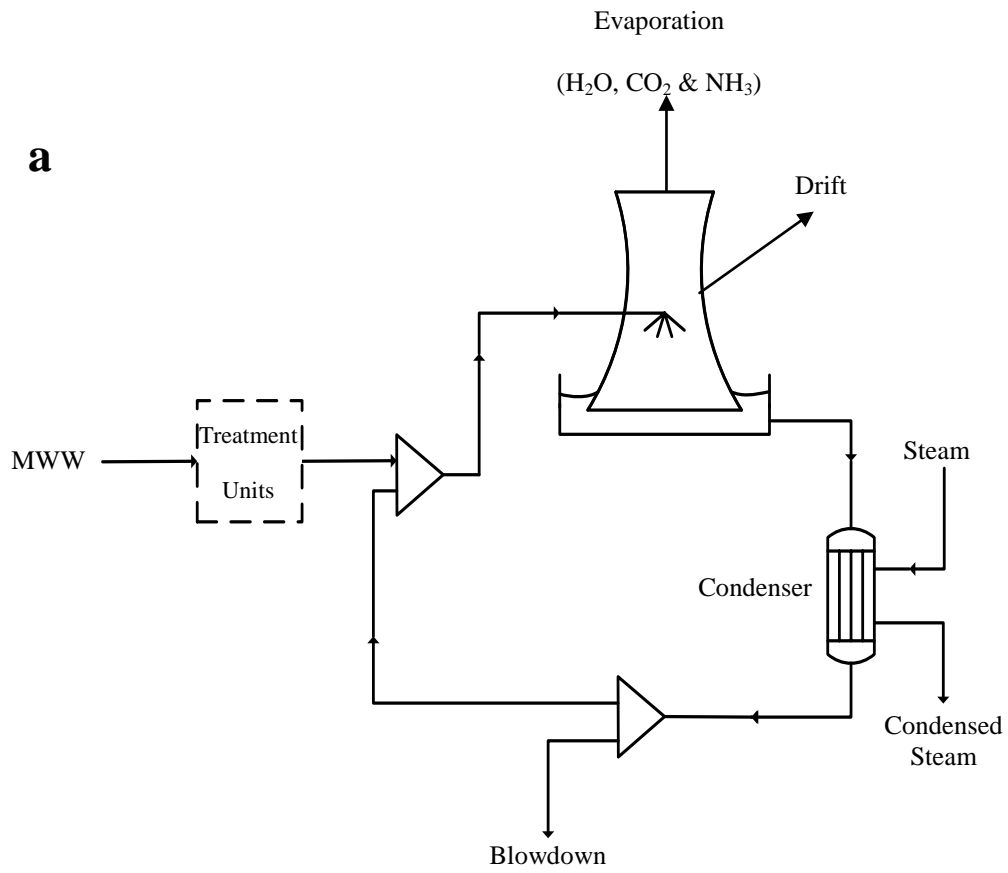 Evaporation
(H₂O, CO₂ & NH₃)
a
Drift
MWW
Treatment
Units
Steam
Condenser
Condensed
Steam
Blowdown